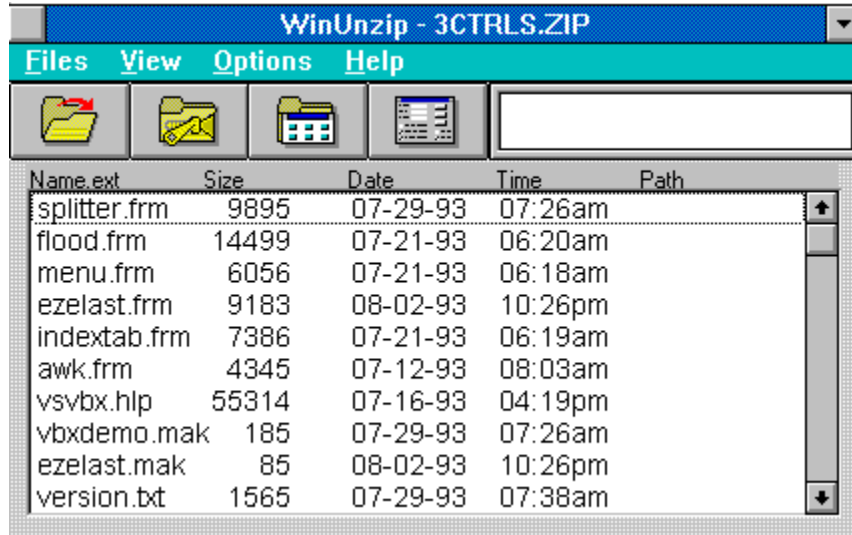 WinUnzip - 3CTRLS.ZIP
Files View Options Help
Name.ext Size Date Time Path
splitter.frm 9895 07-29-93 07:26am
flood.frm 14499 07-21-93 06:20am
menu.frm 6056 07-21-93 06:18am
ezelast.frm 9183 08-02-93 10:26pm
indextab.frm 7386 07-21-93 06:19am
awk.frm 4345 07-12-93 08:03am
vsvbx.hlp 55314 07-16-93 04:19pm
vbxdemo.mak 185 07-29-93 07:26am
ezelast.mak 85 08-02-93 10:26pm
version.txt 1565 07-29-93 07:38am